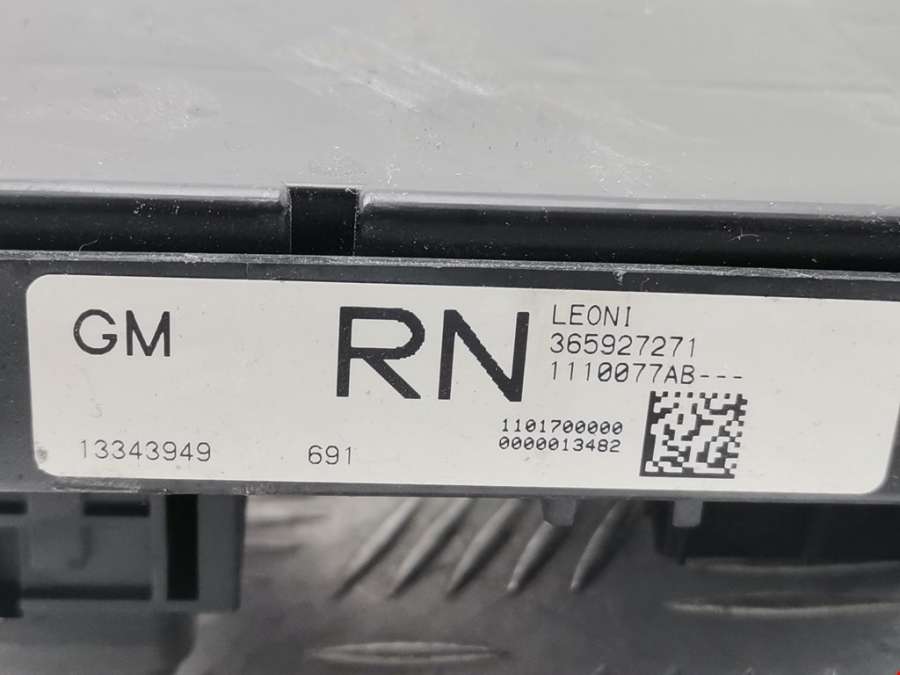 GM
RN
LEONI
365927271
1110077AB---
1101700000
0000013482
13343949
691